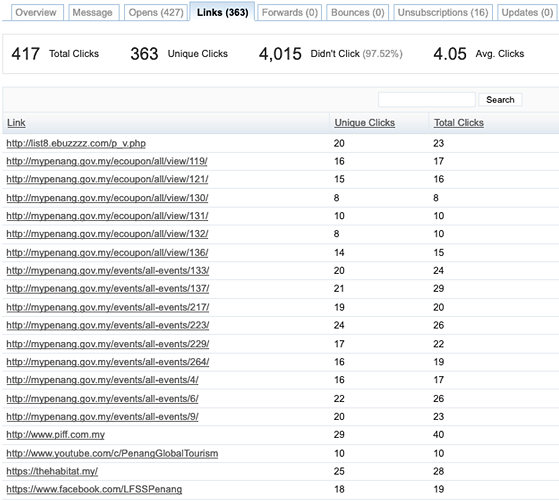 Overview Message Opens (427) Links (363) Forwards (0) Bounces (0) Unsubscriptions (16) Updates (0)
417 Total Clicks 363 Unique Clicks 4,015 Didn't Click (97.52%) 4.05 Avg. Clicks
Search
Link Unique Clicks Total Clicks
http://list8.ebuzzzz.com/p_v.php 20 23
http://mypenang.gov.my/ecoupon/all/view/119/ 16 17
http://mypenang.gov.my/ecoupon/all/view/121/ 15 16
http://mypenang.gov.my/ecoupon/all/view/130/ 8 8
http://mypenang.gov.my/ecoupon/all/view/131/ 10 10
http://mypenang.gov.my/ecoupon/all/view/132/ 8 10
http://mypenang.gov.my/ecoupon/all/view/136/ 14 15
http://mypenang.gov.my/events/all-events/133/ 20 24
http://mypenang.gov.my/events/all-events/137/ 21 29
http://mypenang.gov.my/events/all-events/217/ 19 20
http://mypenang.gov.my/events/all-events/223/ 24 26
http://mypenang.gov.my/events/all-events/229/ 17 22
http://mypenang.gov.my/events/all-events/264/ 16 19
http://mypenang.gov.my/events/all-events/4/ 16 17
http://mypenang.gov.my/events/all-events/6/ 22 26
http://mypenang.gov.my/events/all-events/9/ 20 23
http://www.piff.com.my 29 40
http://www.youtube.com/c/PenangGlobalTourism 10 10
https://thehabitat.my/ 25 28
https://www.facebook.com/LFSSPenang 18 19